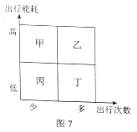 出行能耗
高
甲 乙
丙 丁
低
少 多 出行次数
图7